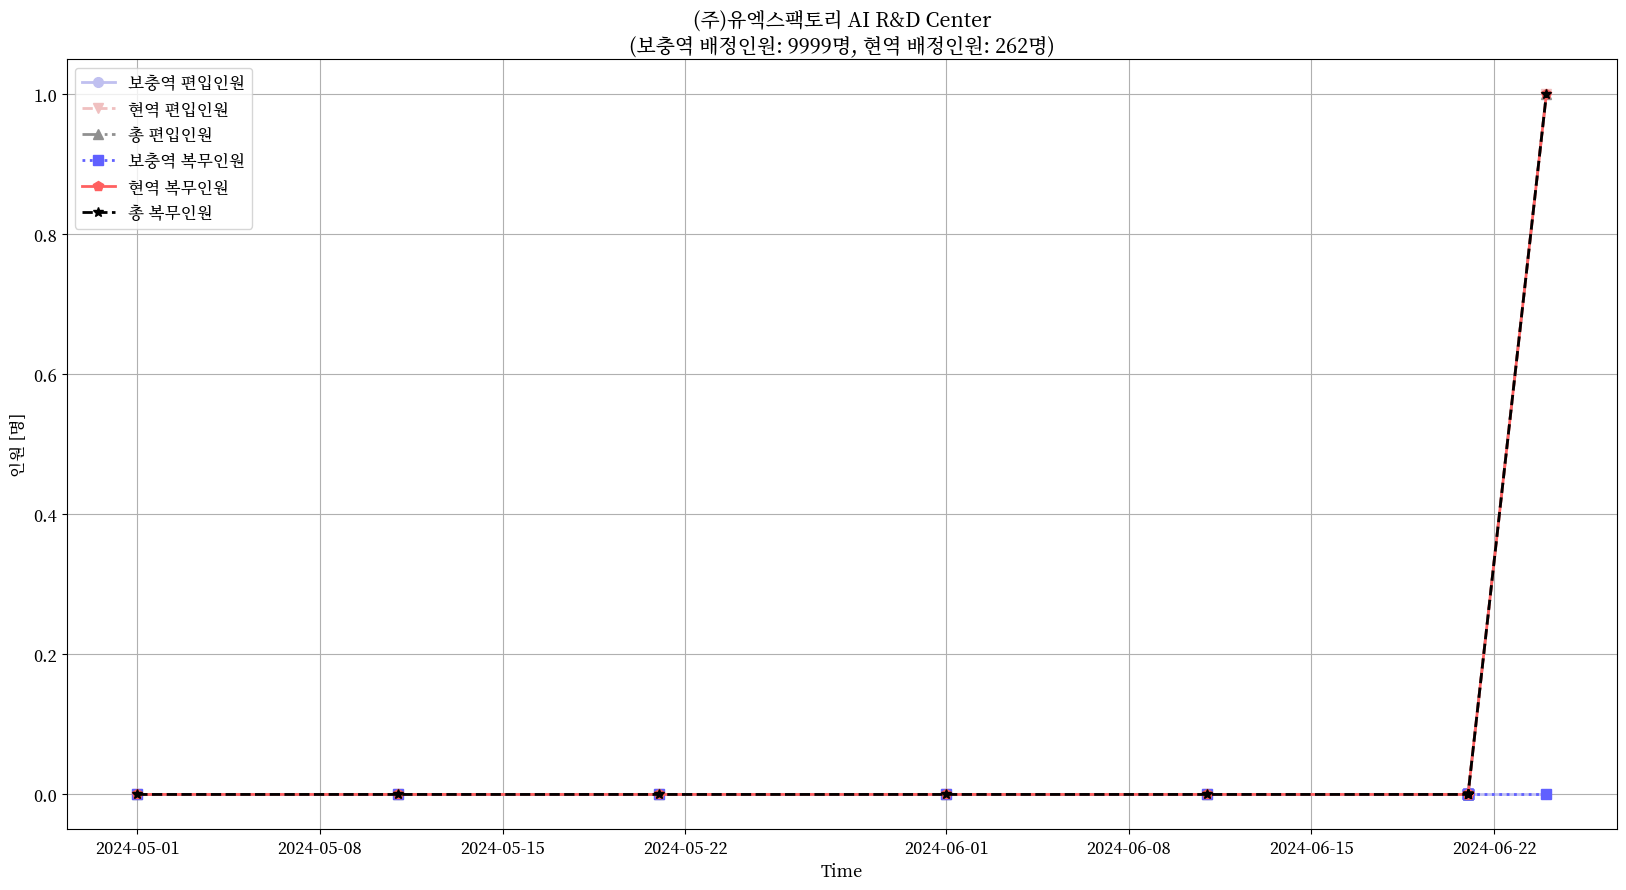 (주)유엑스팩토리 AI R&D Center
(보충역 배정인원: 9999명, 현역 배정인원: 262명)
보충역 편입인원
현역 편입인원
총 편입인원
보충역 복무인원
현역 복무인원
총 복무인원
1.0
0.8
0.6
0.4
0.2
0.0
인원 [명]
2024-05-01 2024-05-08 2024-05-15 2024-05-22 2024-06-01 2024-06-08 2024-06-15 2024-06-22
Time